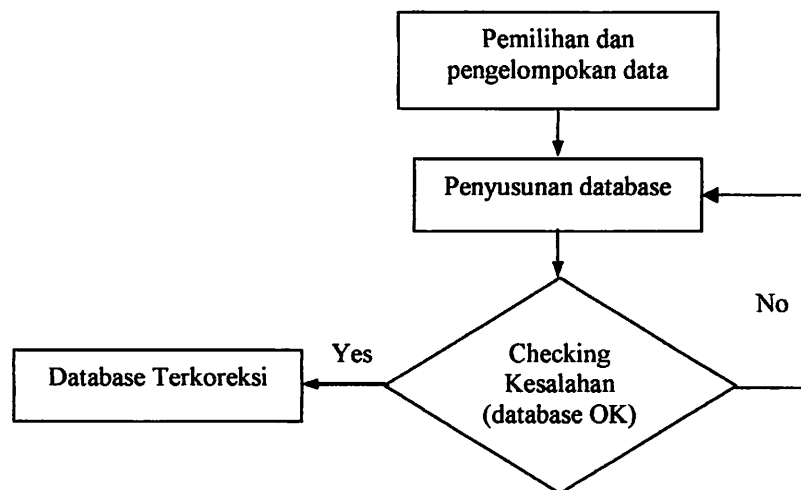 Pemilihan dan
pengelompokan data
Penyusunan database
No
Yes
Checking
Kesalahan
(database OK)
Database Terkoreksi